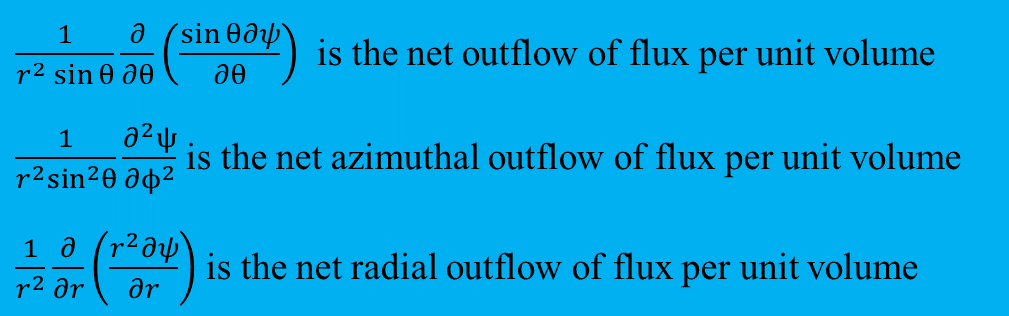 1/(r² sin θ) ∂/∂θ (sin θ∂ψ/∂θ) is the net outflow of flux per unit volume
1/(r²sin²θ) ∂²ψ/∂ϕ² is the net azimuthal outflow of flux per unit volume
1/r² ∂/∂r (r²∂ψ/∂r) is the net radial outflow of flux per unit volume